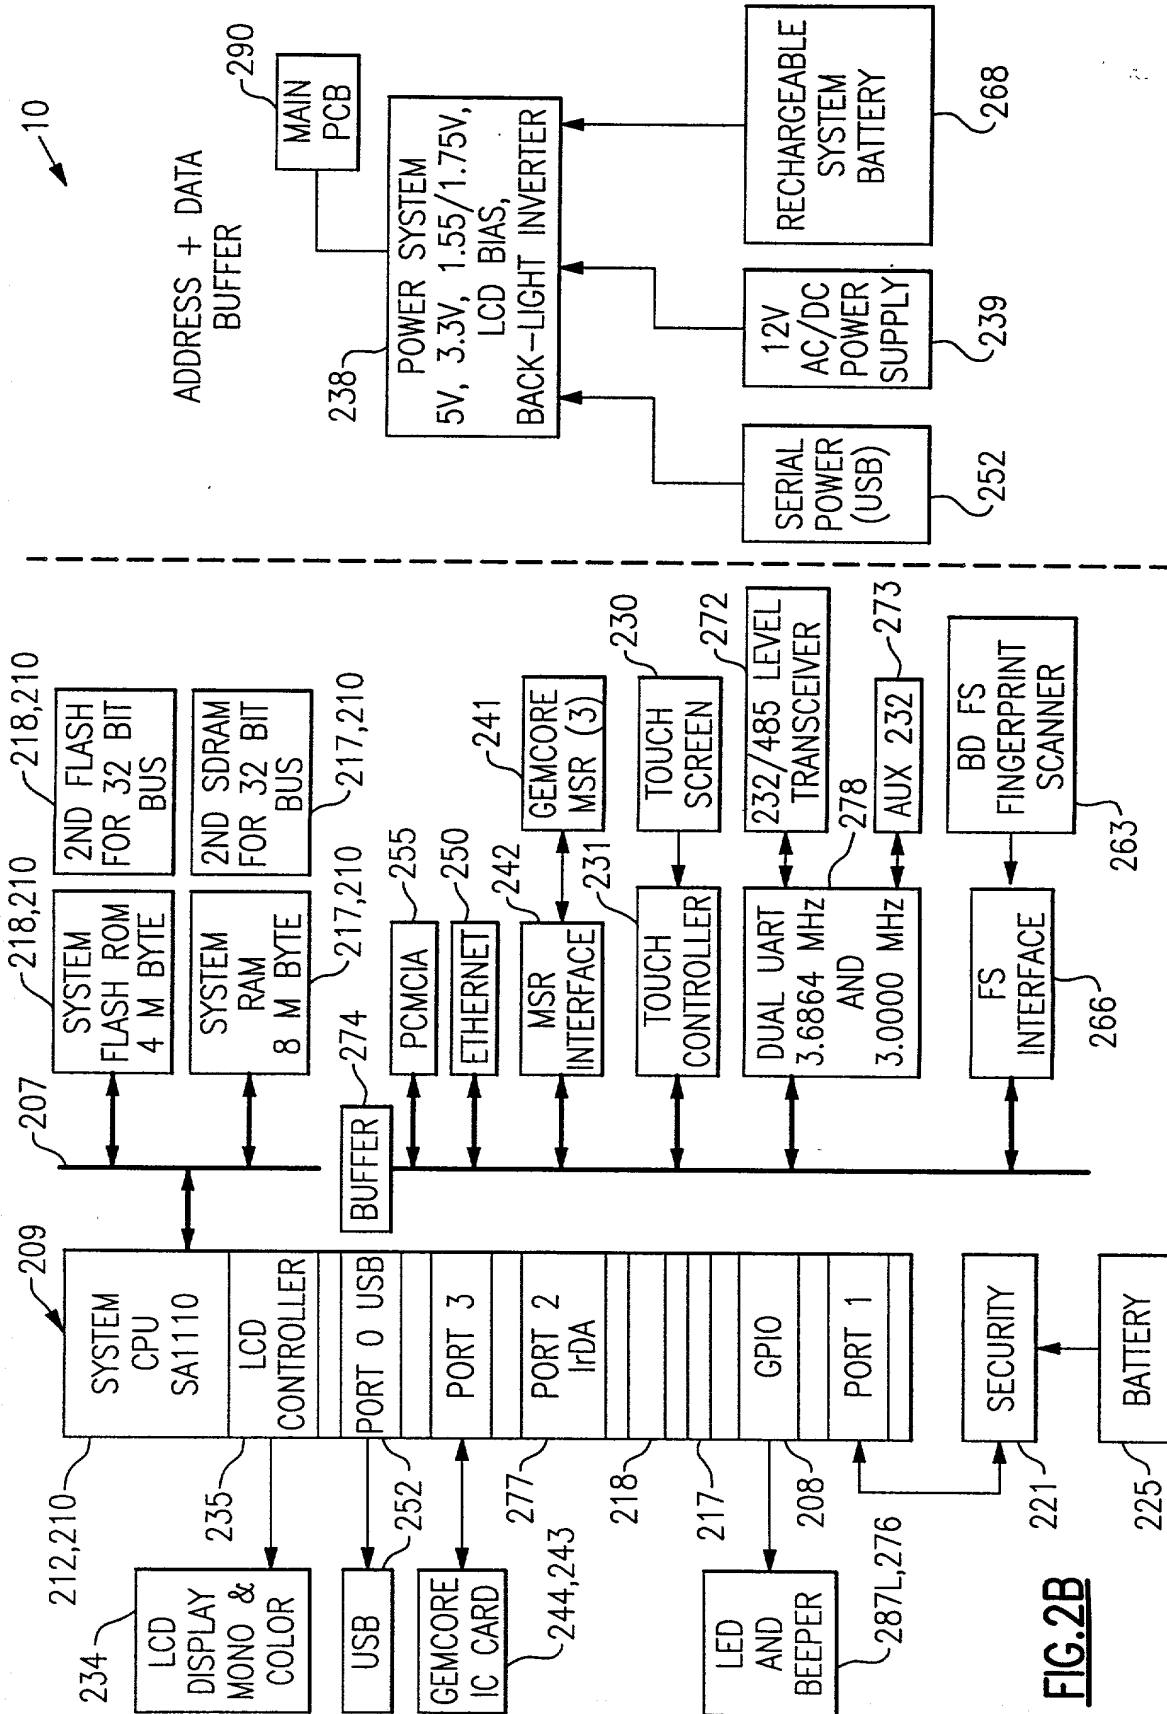 10
ADDRESS + DATA
BUFFER
MAIN
PCB
290
POWER SYSTEM
5V, 3.3V, 1.55/1.75V,
LCD BIAS,
BACK-LIGHT INVERTER
238
SERIAL
POWER
(USB)
252
12V
AC/DC
POWER
SUPPLY
239
RECHARGEABLE
SYSTEM
BATTERY
268
209
SYSTEM
CPU
SA1110
212,210
LCD
CONTROLLER
235
LCD
DISPLAY
MONO &
COLOR
234
PORT 0 USB
252
USB
PORT 3
GEMCORE
IC CARD
244,243
PORT 2
IrDA
277
218
217
GPIO
208
LED
AND
BEEPER
287L,276
PORT 1
SECURITY
221
BATTERY
225
207
SYSTEM
FLASH ROM
4 M BYTE
218,210
2ND FLASH
FOR 32 BIT
BUS
218,210
SYSTEM
RAM
8 M BYTE
217,210
2ND SDRAM
FOR 32 BIT
BUS
217,210
BUFFER
274
PCMCIA
255
ETHERNET
250
MSR
INTERFACE
242
GEMCORE
MSR (3)
241
TOUCH
CONTROLLER
231
TOUCH
SCREEN
230
DUAL UART
3.6864 MHz
AND
3.0000 MHz
278
232/485 LEVEL
TRANSCEIVER
272
AUX 232
273
FS
INTERFACE
266
BD FS
FINGERPRINT
SCANNER
263
FIG.2B